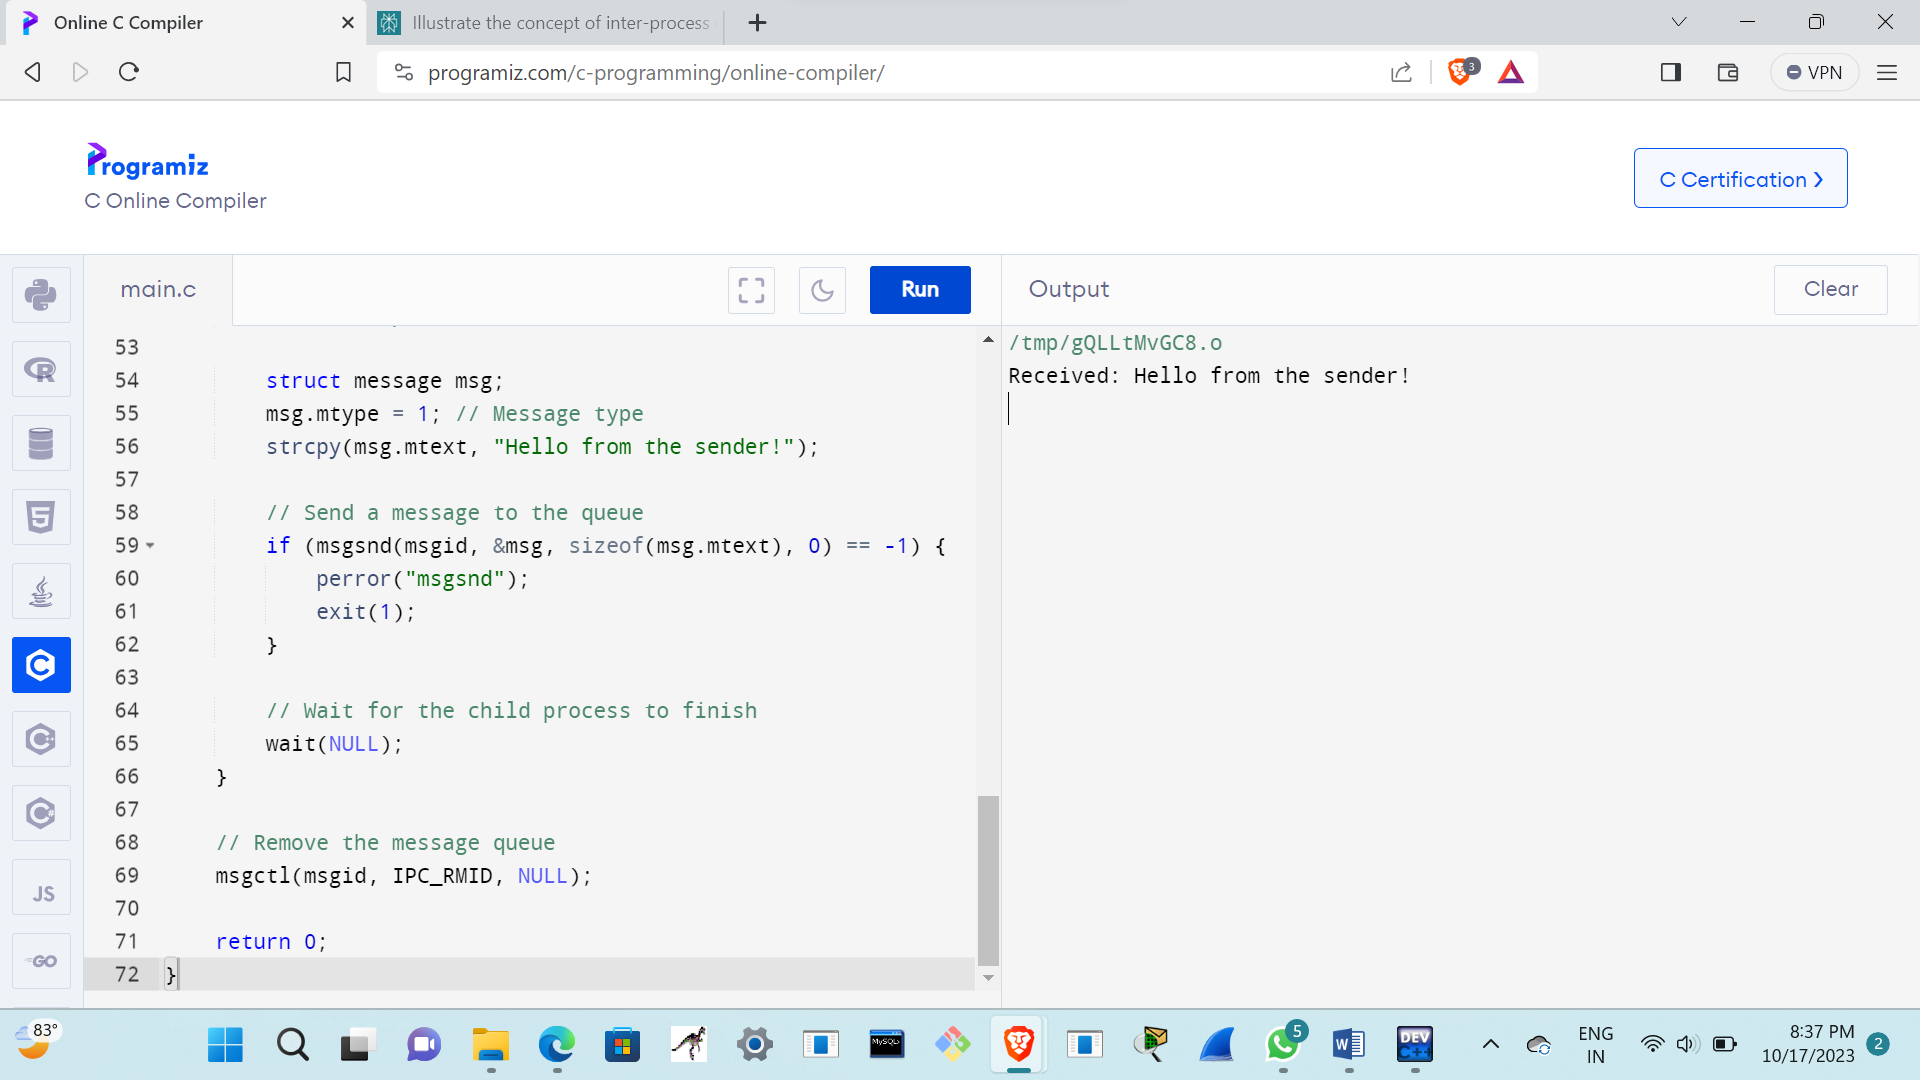 Online C Compiler
Illustrate the concept of inter-process
programiz.com/c-programming/online-compiler/
3
VPN
Programiz
C Online Compiler
C Certification
main.c
Run
Output
Clear
53
54 struct message msg;
55 msg.mtype = 1; // Message type
56 strcpy(msg.mtext, "Hello from the sender!");
57
58 // Send a message to the queue
59 if (msgsnd(msgid, &msg, sizeof(msg.mtext), 0) == -1) {
60 perror("msgsnd");
61 exit(1);
62 }
63
64 // Wait for the child process to finish
65 wait(NULL);
66 }
67
68 // Remove the message queue
69 msgctl(msgid, IPC_RMID, NULL);
70
71 return 0;
72 }
/tmp/gQLLtMvGC8.o
Received: Hello from the sender!
R
5
C
C
C#
JS
GO
83°
MySQL>
5
W
DEV
C++
ENG
IN
8:37 PM
10/17/2023
2